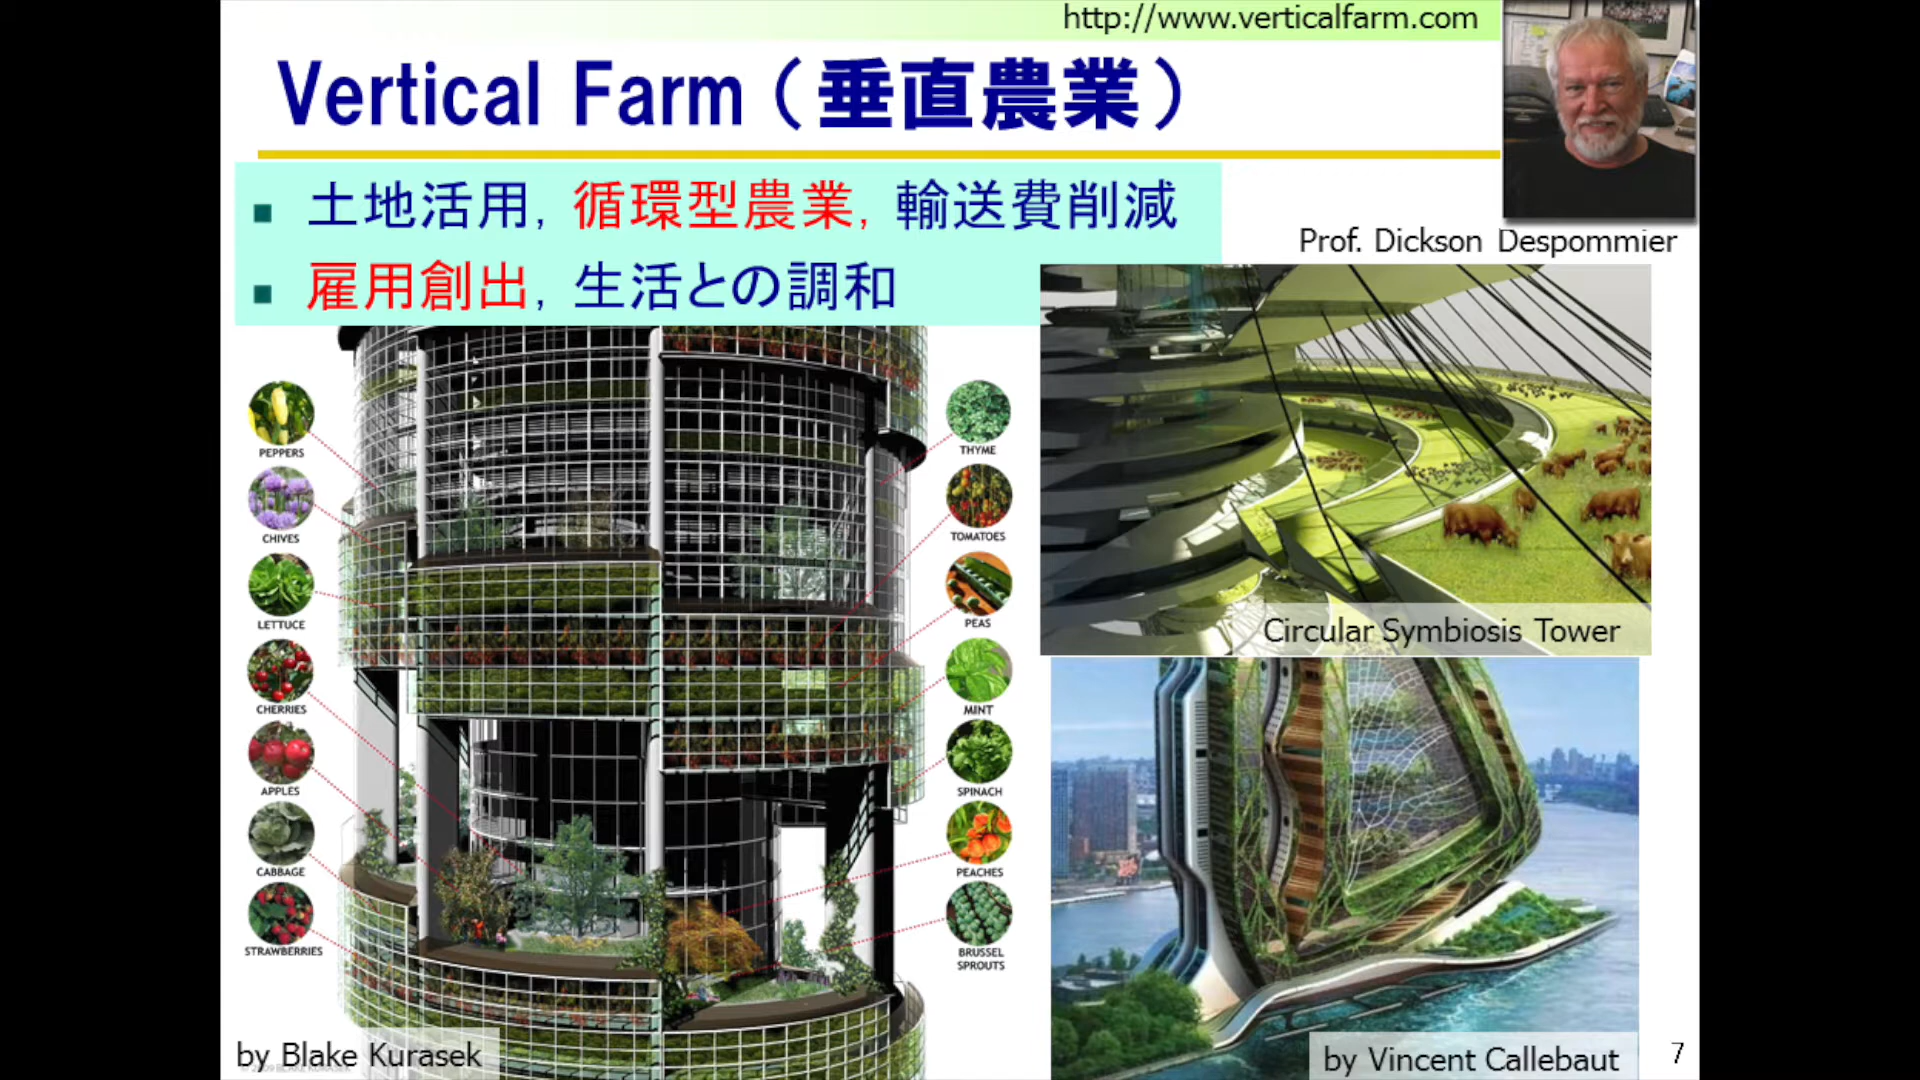 http://www.verticalfarm.com
Vertical Farm（垂直農業）
土地活用, 循環型農業, 輸送費削減
雇用創出, 生活との調和
Prof. Dickson Despommier
PEPPERS
CHIVES
LETTUCE
CHERRIES
APPLES
CABBAGE
STRAWBERRIES
THYME
TOMATOES
PEAS
MINT
SPINACH
PEACHES
BRUSSEL
SPROUTS
by Blake Kurasek
Circular Symbiosis Tower
by Vincent Callebaut
7